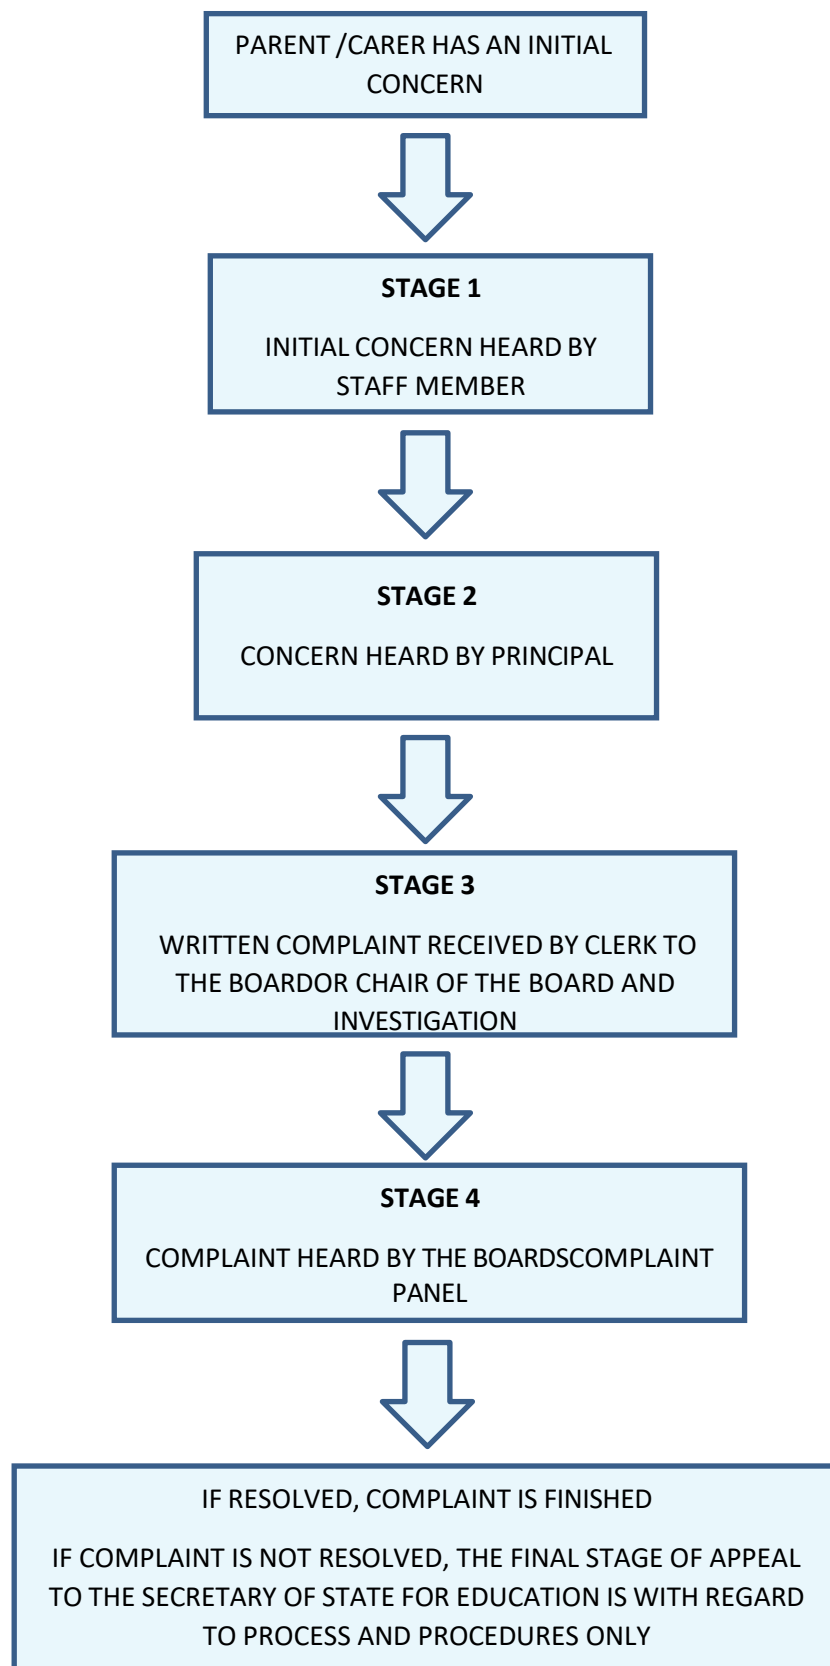 PARENT /CARER HAS AN INITIAL
CONCERN
STAGE 1
INITIAL CONCERN HEARD BY
STAFF MEMBER
STAGE 2
CONCERN HEARD BY PRINCIPAL
STAGE 3
WRITTEN COMPLAINT RECEIVED BY CLERK TO
THE BOARDOR CHAIR OF THE BOARD AND
INVESTIGATION
STAGE 4
COMPLAINT HEARD BY THE BOARDSCOMPLAINT
PANEL
IF RESOLVED, COMPLAINT IS FINISHED
IF COMPLAINT IS NOT RESOLVED, THE FINAL STAGE OF APPEAL
TO THE SECRETARY OF STATE FOR EDUCATION IS WITH REGARD
TO PROCESS AND PROCEDURES ONLY